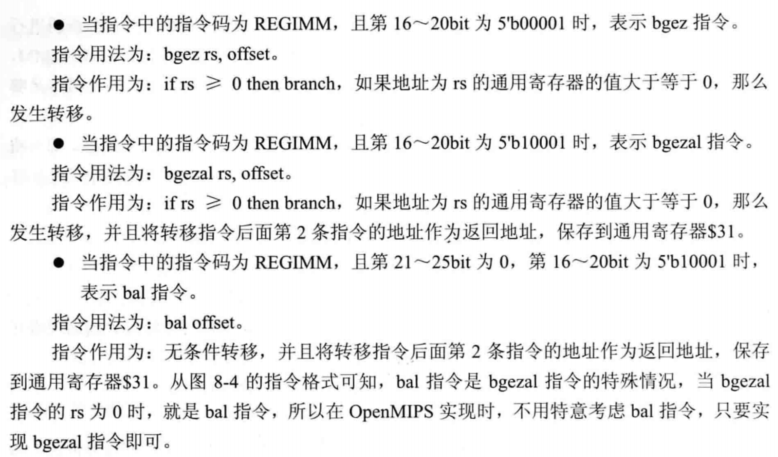 ● 当指令中的指令码为 REGIMM，且第 16～20bit 为 5'b00001 时，表示 bgez 指令。
指令用法为：bgez rs, offset。
指令作用为：if rs ≥ 0 then branch，如果地址为 rs 的通用寄存器的值大于等于 0，那么
发生转移。
● 当指令中的指令码为 REGIMM，且第 16～20bit 为 5'b10001 时，表示 bgezal 指令。
指令用法为：bgezal rs, offset。
指令作用为：if rs ≥ 0 then branch，如果地址为 rs 的通用寄存器的值大于等于 0，那么
发生转移，并且将转移指令后面第 2 条指令的地址作为返回地址，保存到通用寄存器$31。
● 当指令中的指令码为 REGIMM，且第 21～25bit 为 0，第 16～20bit 为 5'b10001 时，
表示 bal 指令。
指令用法为：bal offset。
指令作用为：无条件转移，并且将转移指令后面第 2 条指令的地址作为返回地址，保存
到通用寄存器$31。从图 8-4 的指令格式可知，bal 指令是 bgezal 指令的特殊情况，当 bgezal
指令的 rs 为 0 时，就是 bal 指令，所以在 OpenMIPS 实现时，不用特意考虑 bal 指令，只要实
现 bgezal 指令即可。